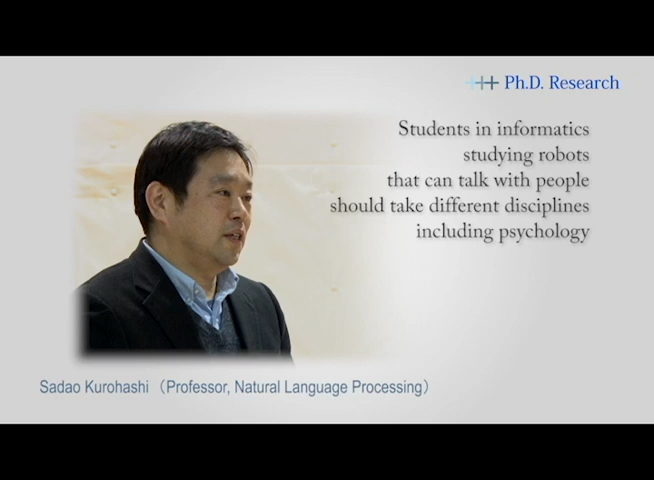 +++ Ph.D. Research
Students in informatics
studying robots
that can talk with people
should take different disciplines
including psychology
Sadao Kurohashi （Professor, Natural Language Processing）